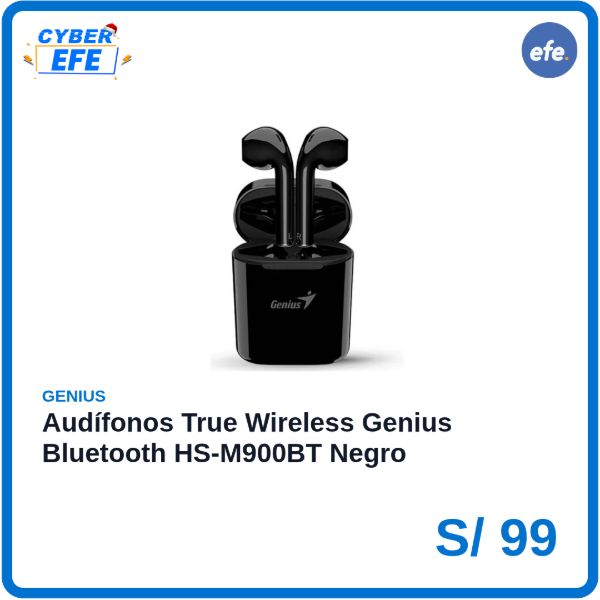 CYBER
EFE
efe.
L R
Genius
GENIUS
Audífonos True Wireless Genius
Bluetooth HS-M900BT Negro
S/ 99